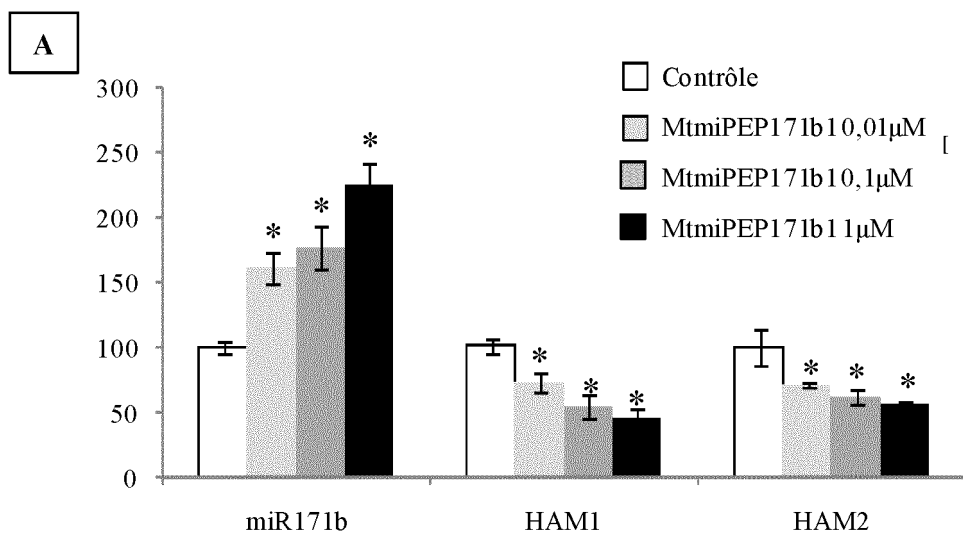 A
300
250
200
150
100
50
0
* * *
* * *
* * *
miR171b HAM1 HAM2
Contrôle
MtmiPEP171b10,01µM
[
MtmiPEP171b10,1µM
MtmiPEP171b11µM